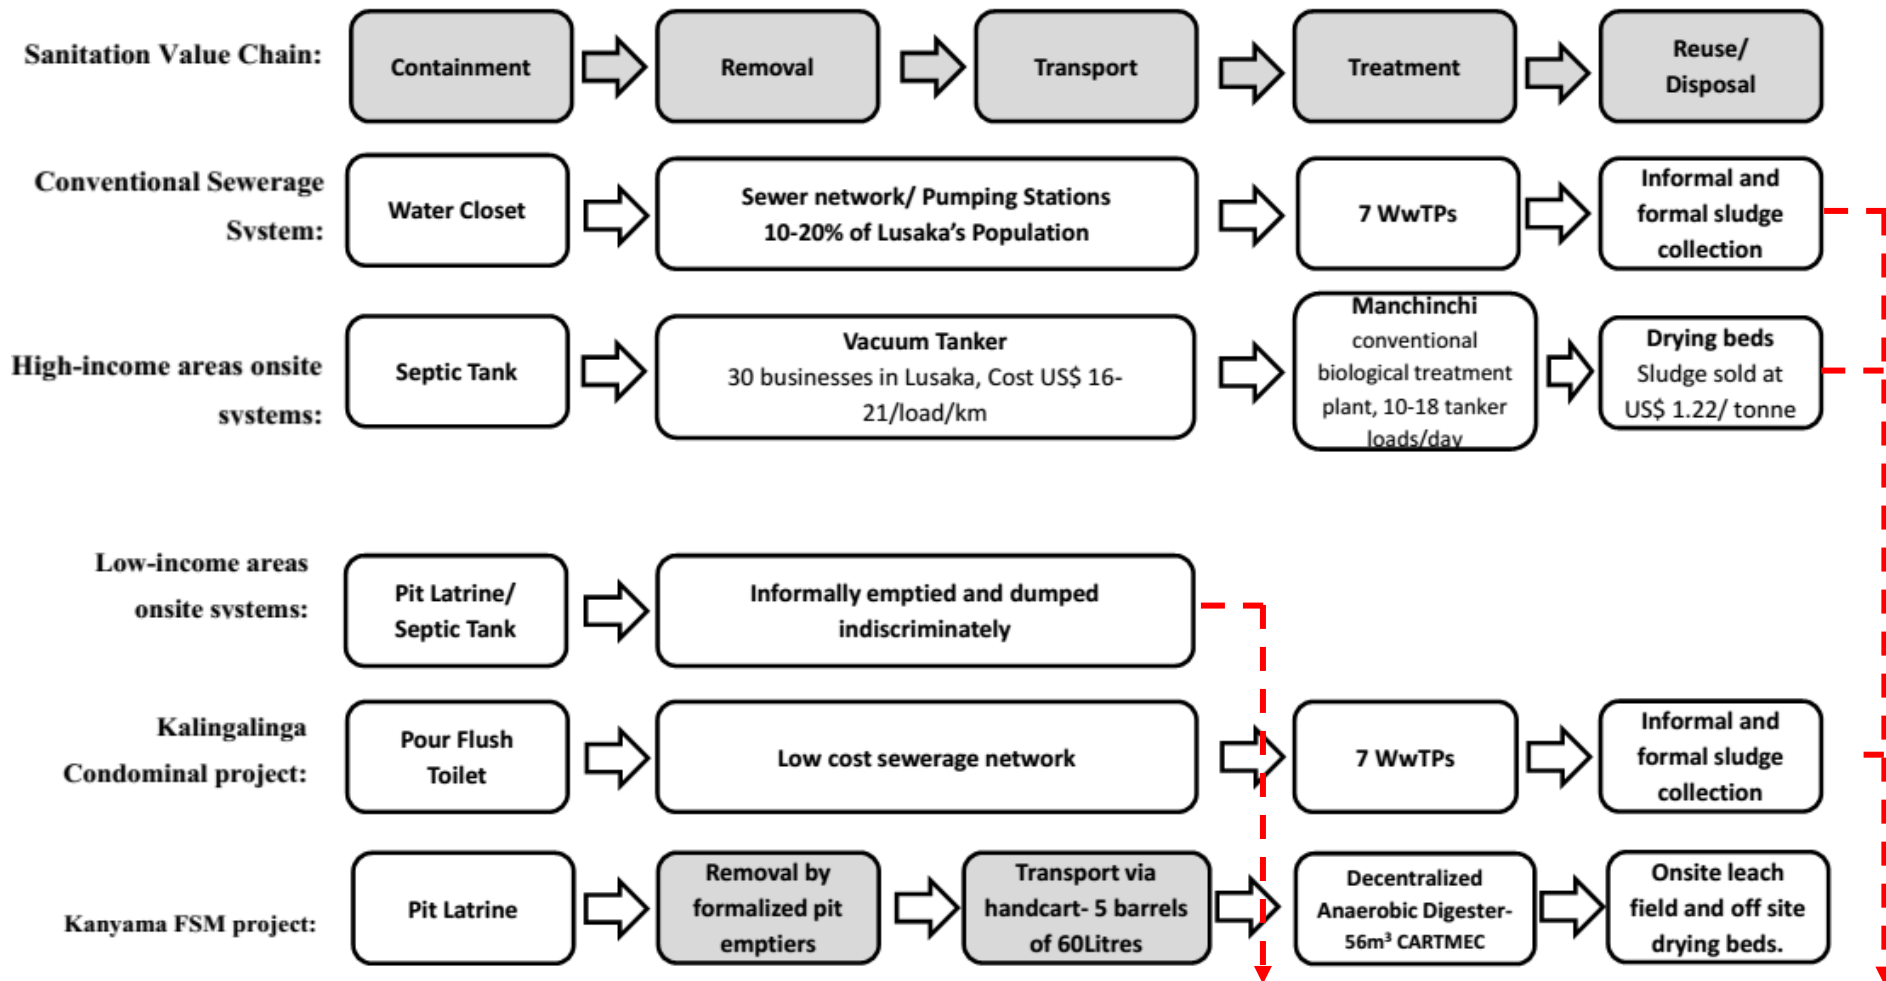 Sanitation Value Chain:
Containment
Removal
Transport
Treatment
Reuse/
Disposal
Conventional Sewerage
System:
Water Closet
Sewer network/ Pumping Stations
10-20% of Lusaka's Population
7 WwTPs
Informal and
formal sludge
collection
High-income areas onsite
systems:
Septic Tank
Vacuum Tanker
30 businesses in Lusaka, Cost US$ 16-
21/load/km
Manchinchi
conventional
biological treatment
plant, 10-18 tanker
loads/day
Drying beds
Sludge sold at
US$ 1.22/ tonne
Low-income areas
onsite systems:
Pit Latrine/
Septic Tank
Informally emptied and dumped
indiscriminately
Kalingalinga
Condominal project:
Pour Flush
Toilet
Low cost sewerage network
7 WwTPs
Informal and
formal sludge
collection
Kanyama FSM project:
Pit Latrine
Removal by
formalized pit
emptiers
Transport via
handcart- 5 barrels
of 60Litres
Decentralized
Anaerobic Digester-
56m³ CARTMEC
Onsite leach
field and off site
drying beds.